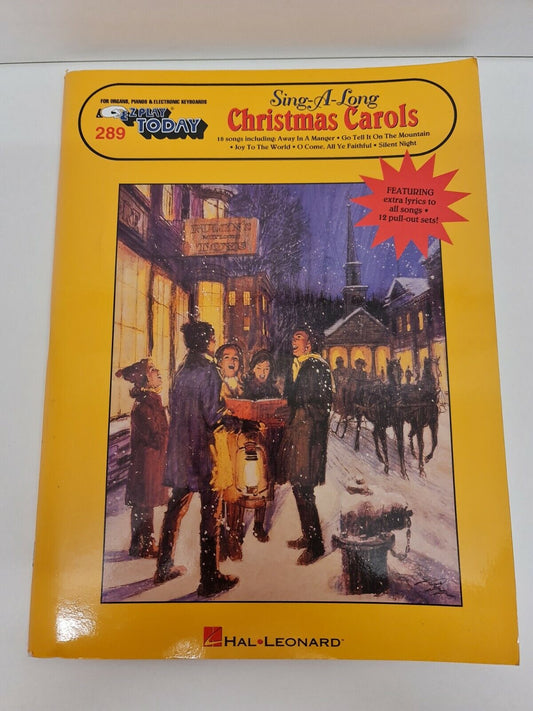 FOR ORGANS, PIANOS & ELECTRONIC KEYBOARDS
E-Z PLAY®
TODAY
289
Sing-A-Long
Christmas Carols
18 songs including: Away In A Manger • Go Tell It On The Mountain
• Joy To The World • O Come, All Ye Faithful • Silent Night
FEATURING
extra lyrics to
all songs •
12 pull-out sets!
TOYS
HAL•LEONARD™